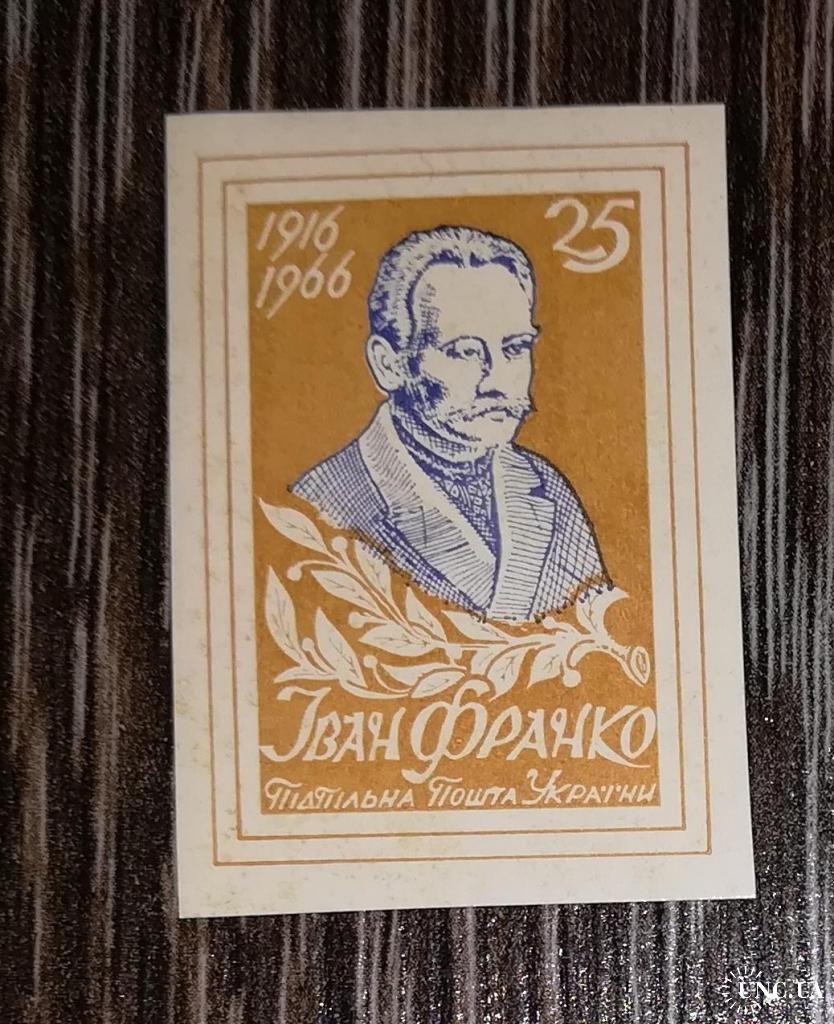 1916
1966
25
Іван Франко
Підпільна Пошта України
UNC.UA